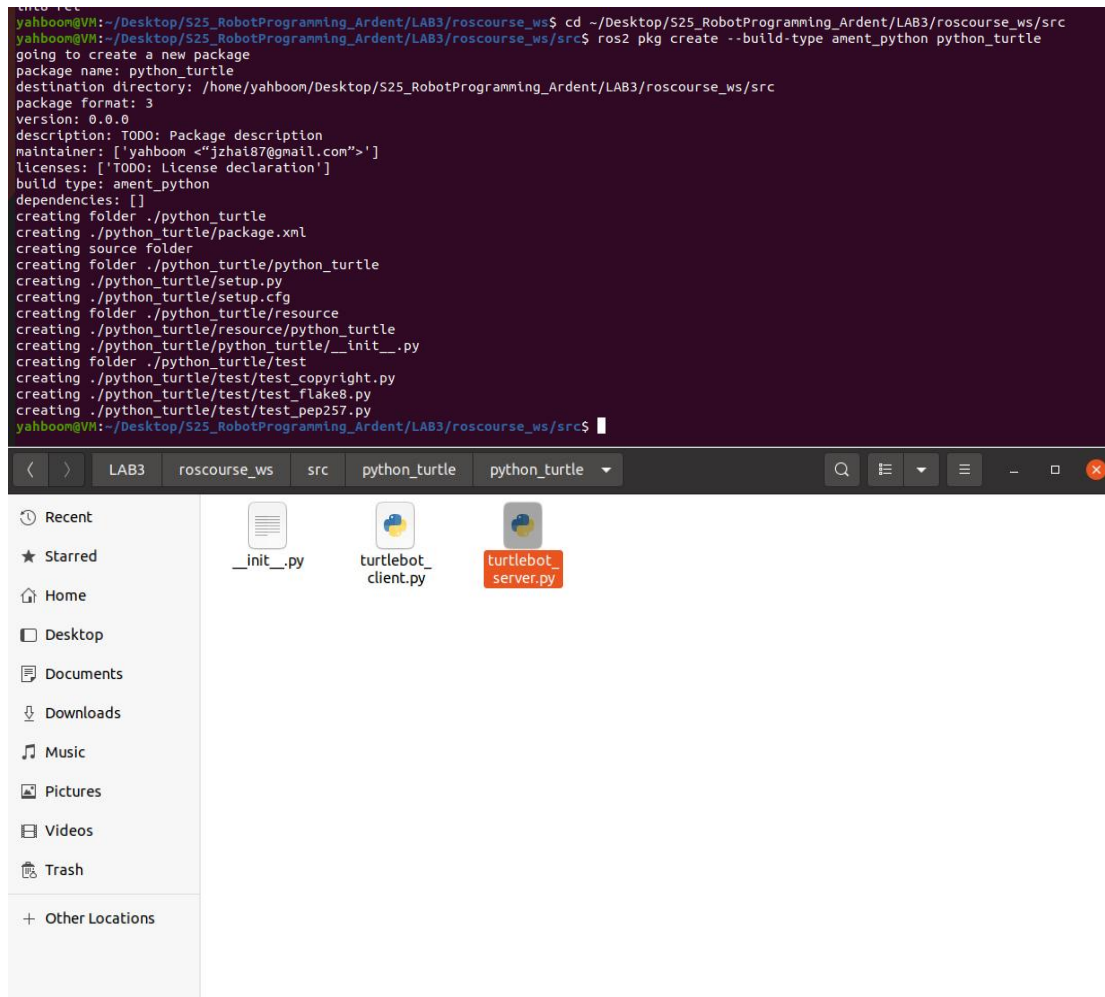 yahboom@VM:~/Desktop/S25_RobotProgramming_Ardent/LAB3/roscourse_ws$ cd ~/Desktop/S25_RobotProgramming_Ardent/LAB3/roscourse_ws/src
yahboom@VM:~/Desktop/S25_RobotProgramming_Ardent/LAB3/roscourse_ws/src$ ros2 pkg create --build-type ament_python python_turtle
going to create a new package
package name: python_turtle
destination directory: /home/yahboom/Desktop/S25_RobotProgramming_Ardent/LAB3/roscourse_ws/src
package format: 3
version: 0.0.0
description: TODO: Package description
maintainer: ['yahboom <“jzhai87@gmail.com”>']
licenses: ['TODO: License declaration']
build type: ament_python
dependencies: []
creating folder ./python_turtle
creating ./python_turtle/package.xml
creating source folder
creating folder ./python_turtle/python_turtle
creating ./python_turtle/setup.py
creating ./python_turtle/setup.cfg
creating folder ./python_turtle/resource
creating ./python_turtle/resource/python_turtle
creating ./python_turtle/python_turtle/__init__.py
creating folder ./python_turtle/test
creating ./python_turtle/test/test_copyright.py
creating ./python_turtle/test/test_flake8.py
creating ./python_turtle/test/test_pep257.py
yahboom@VM:~/Desktop/S25_RobotProgramming_Ardent/LAB3/roscourse_ws/src$
LAB3 roscourse_ws src python_turtle python_turtle
Recent
Starred
Home
Desktop
Documents
Downloads
Music
Pictures
Videos
Trash
+ Other Locations
__init__.py
turtlebot_
client.py
turtlebot_
server.py